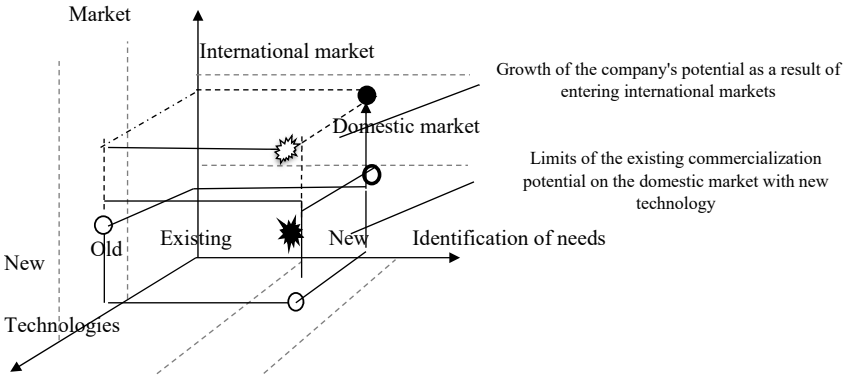 Market
International market
Growth of the company's potential as a result of
entering international markets
Domestic market
Limits of the existing commercialization
potential on the domestic market with new
technology
Old
Existing
New
Identification of needs
New
Technologies